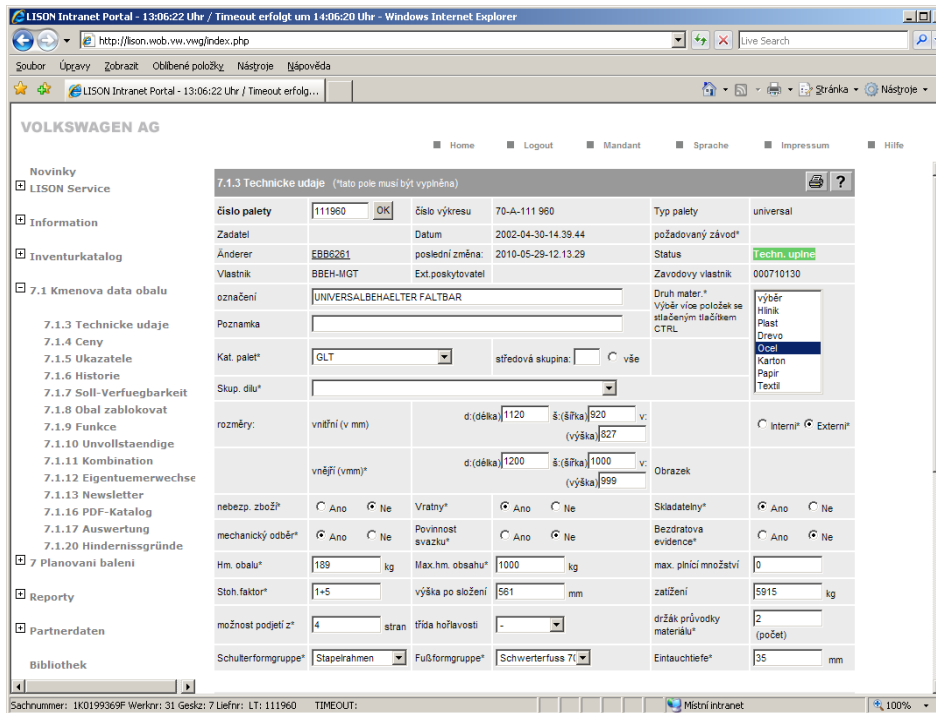 LISON Intranet Portal - 13:06:22 Uhr / Timeout erfolgt um 14:06:20 Uhr - Windows Internet Explorer
http://lison.wob.vw.vwg/index.php
Live Search
Soubor Úpravy Zobrazit Oblíbené položky Nástroje Nápověda
LISON Intranet Portal - 13:06:22 Uhr / Timeout erfolg...
Stránka Nástroje
VOLKSWAGEN AG
Home Logout Mandant Sprache Impressum Hilfe
Novinky
LISON Service
Information
Inventurkatalog
7.1 Kmenova data obalu
7.1.3 Technicke udaje
7.1.4 Ceny
7.1.5 Ukazatele
7.1.6 Historie
7.1.7 Soll-Verfuegbarkeit
7.1.8 Obal zablokovat
7.1.9 Funkce
7.1.10 Unvollstaendige
7.1.11 Kombination
7.1.12 Eigentuemerwechse
7.1.13 Newsletter
7.1.16 PDF-Katalog
7.1.17 Auswertung
7.1.20 Hindernissgründe
7 Planovani baleni
Reporty
Partnerdaten
Bibliothek
7.1.3 Technicke udaje (*tato pole musí být vyplněna) ?
číslo palety 111960 OK číslo výkresu 70-A-111 960 Typ palety universal
Zadatel Datum 2002-04-30-14.39.44 požadovaný závod*
Änderer EBB6261 poslední změna: 2010-05-29-12.13.29 Status Techn. uplne
Vlastnik BBEH-MGT Ext.poskytovatel Zavodovy vlastnik 000710130
označení UNIVERSALBEHAELTER FALTBAR
Poznamka
Druh mater.*
Výběr více položek se
stlačeným tlačítkem
CTRL
výběr
Hlinik
Plast
Drevo
Ocel
Karton
Papir
Textil
Kat. palet* GLT středová skupina: vše
Skup. dilu*
rozměry: vnitřní (v mm) d:(délka) 1120 š:(šířka) 920 v:
(výška) 827
Interni* Externi*
vnější (vmm)* d:(délka) 1200 š:(šířka) 1000 v:
(výška) 999
Obrazek
nebezp. zboží* Ano Ne Vratny* Ano Ne Skladatelny* Ano Ne
mechanický odběr* Ano Ne Povinnost
svazku* Ano Ne Bezdratova
evidence* Ano Ne
Hm. obalu* 189 kg Max.hm. obsahu* 1000 kg max. plnící množství 0
Stoh.faktor* 1+5 výška po složení 561 mm zatížení 5915 kg
možnost podjetí z* 4 stran třída hořlavosti - držák průvodky
materiálu* 2
(počet)
Schulterformgruppe* Stapelrahmen Fußformgruppe* Schwerterfuss 70 Eintauchtiefe* 35 mm
Sachnummer: 1K0199369F Werknr: 31 Geskz: 7 Liefnr: LT: 111960 TIMEOUT:
Místní intranet 100%